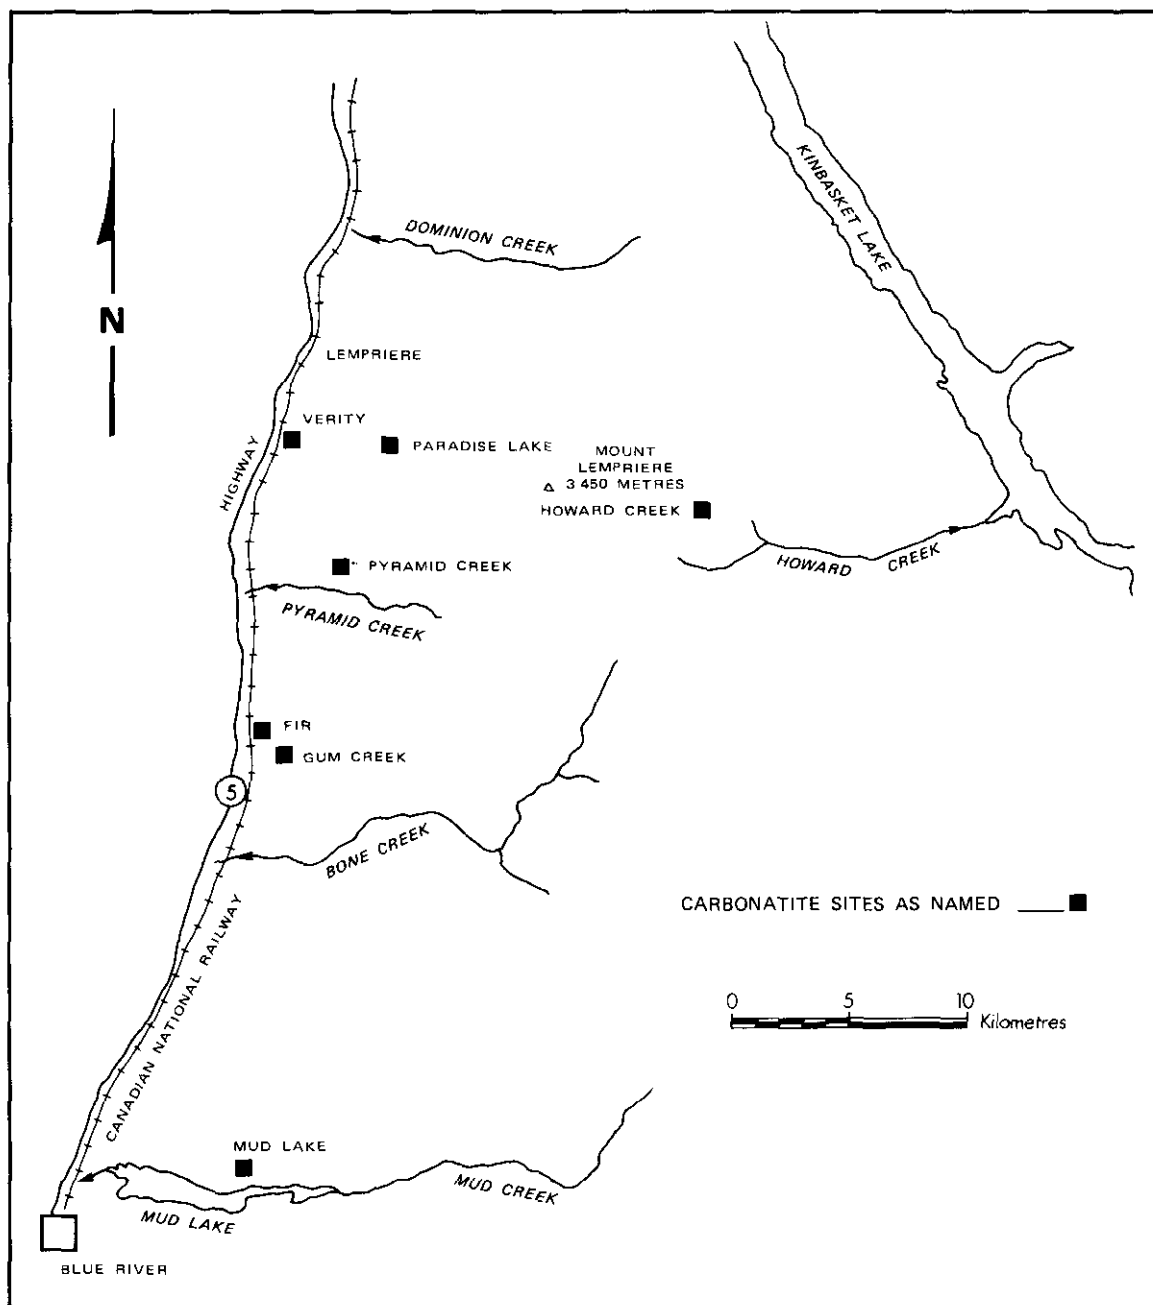 KINBASKET LAKE
DOMINION CREEK
N
LEMPRIERE
VERITY
HIGHWAY
PARADISE LAKE
MOUNT
LEMPRIERE
3 450 METRES
HOWARD CREEK
HOWARD CREEK
PYRAMID CREEK
PYRAMID CREEK
FIR
GUM CREEK
5
BONE CREEK
CARBONATITE SITES AS NAMED
CANADIAN NATIONAL RAILWAY
0 5 10
Kilometres
MUD LAKE
MUD CREEK
MUD LAKE
BLUE RIVER